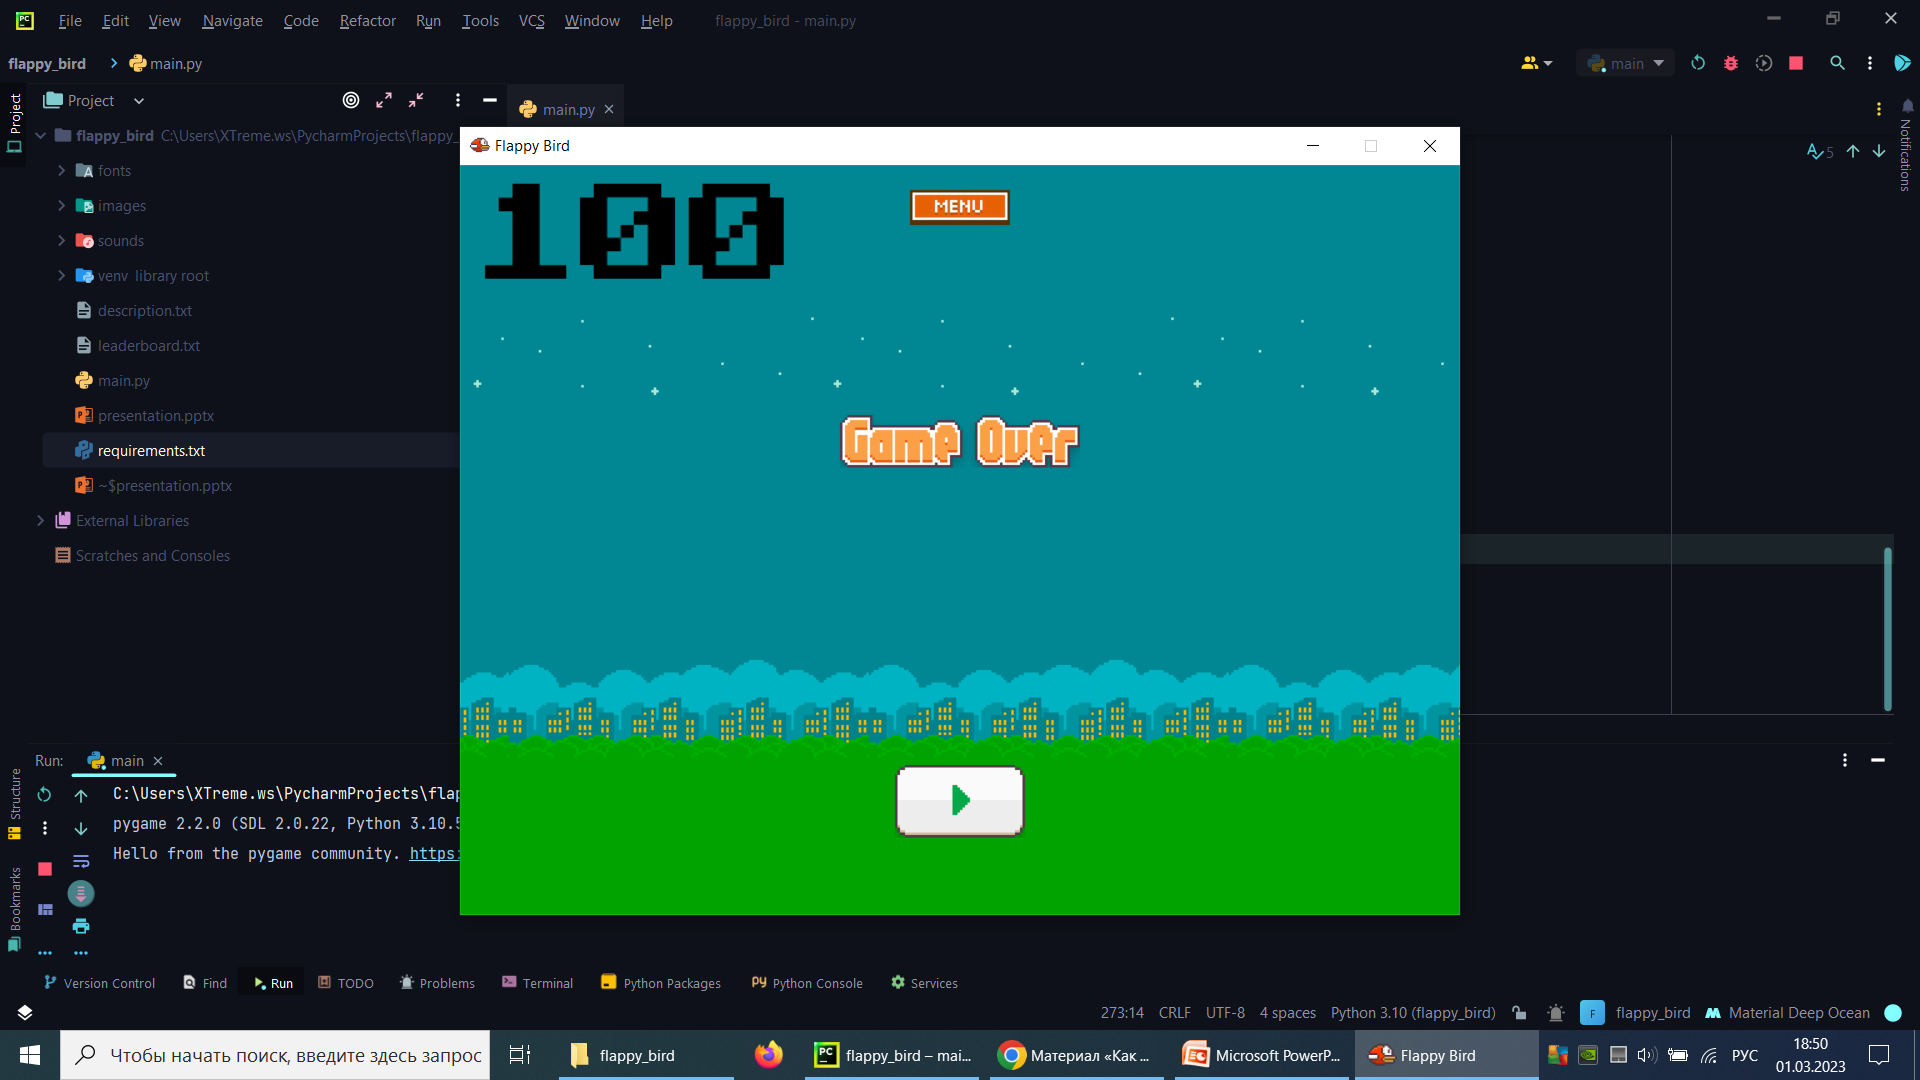 File Edit View Navigate Code Refactor Run Tools VCS Window Help flappy_bird - main.py
flappy_bird main.py
main
Project
Project
main.py
Notifications
flappy_bird C:\Users\XTreme.ws\PycharmProjects\flappy_
5
fonts
images
sounds
venv library root
description.txt
leaderboard.txt
main.py
presentation.pptx
requirements.txt
~$presentation.pptx
External Libraries
Scratches and Consoles
Flappy Bird
100
MENU
Game Over
Run: main
Structure
Bookmarks
C:\Users\XTreme.ws\PycharmProjects\flap
pygame 2.2.0 (SDL 2.0.22, Python 3.10.5
Hello from the pygame community. https:
Version Control Find Run TODO Problems Terminal Python Packages Python Console Services
273:14 CRLF UTF-8 4 spaces Python 3.10 (flappy_bird) F flappy_bird Material Deep Ocean
Чтобы начать поиск, введите здесь запрос
flappy_bird
flappy_bird – mai...
Материал «Как ...
Microsoft PowerP...
Flappy Bird
РУС
18:50
01.03.2023